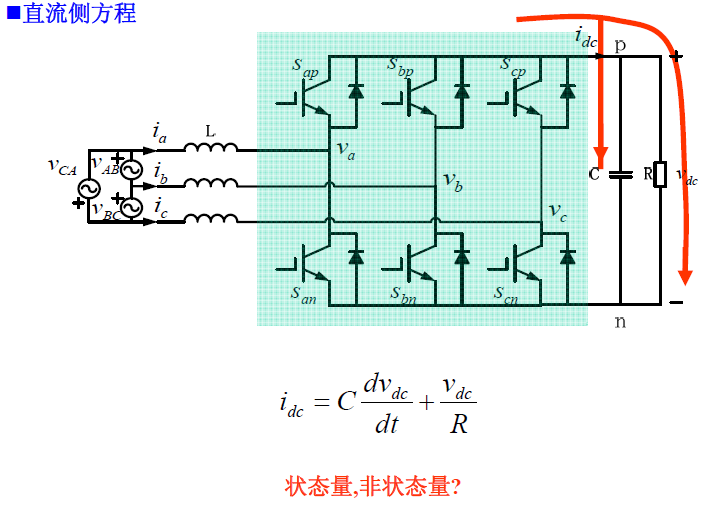 ■直流侧方程
i_dc p
S_ap S_bp S_cp +
i_a L
v_a
v_CA + v_AB i_b C R v_dc
v_b
+ + v_BC i_c v_c
S_an S_bn S_cn −
n
i_dc = C dv_dc/dt + v_dc/R
状态量,非状态量?